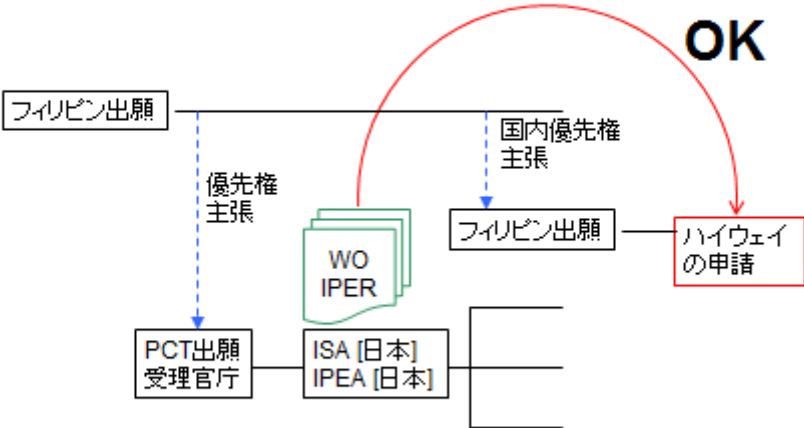 OK
フィリピン出願
国内優先権
主張
優先権
主張
フィリピン出願
ハイウェイ
の申請
WO
IPER
PCT出願
受理官庁
ISA [日本]
IPEA [日本]